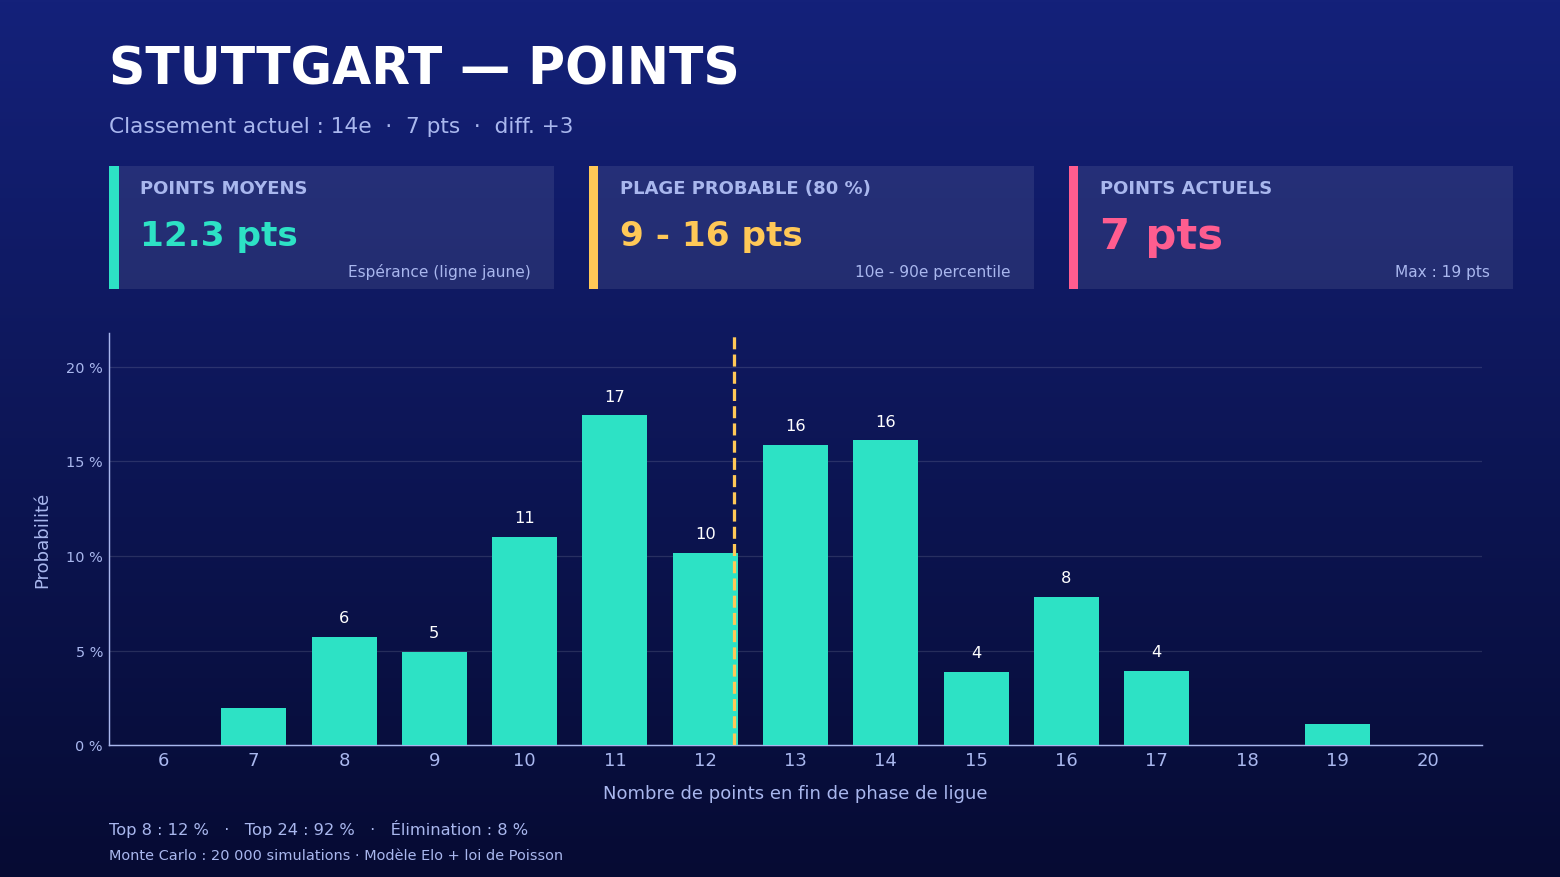 STUTTGART — POINTS
Classement actuel : 14e · 7 pts · diff. +3
POINTS MOYENS
12.3 pts
Espérance (ligne jaune)
PLAGE PROBABLE (80 %)
9 - 16 pts
10e - 90e percentile
POINTS ACTUELS
7 pts
Max : 19 pts
Probabilité
20 %
15 %
10 %
5 %
0 %
6
5
11
17
10
16
16
4
8
4
6 7 8 9 10 11 12 13 14 15 16 17 18 19 20
Nombre de points en fin de phase de ligue
Top 8 : 12 % · Top 24 : 92 % · Élimination : 8 %
Monte Carlo : 20 000 simulations · Modèle Elo + loi de Poisson